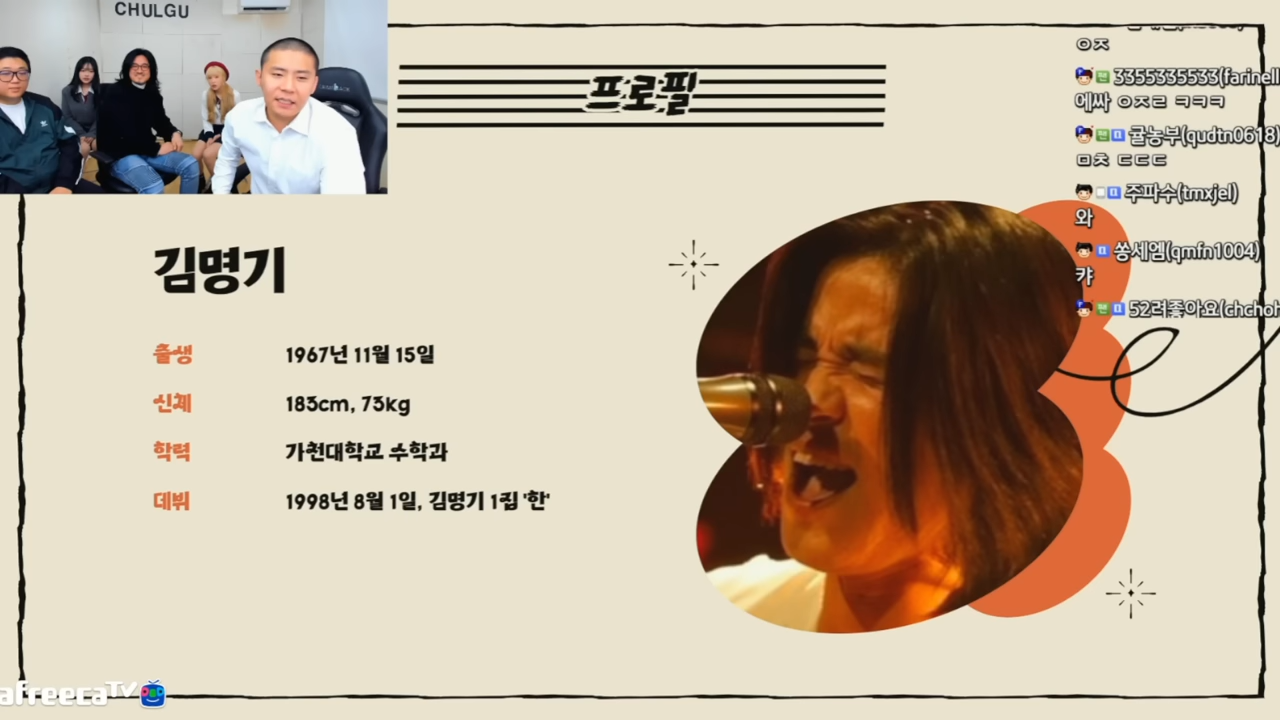 CHULGU
프로필
김명기
출생 1967년 11월 15일
신체 183cm, 73kg
학력 가천대학교 수학과
데뷔 1998년 8월 1일, 김명기 1집 '한'
ㅇㅈ
3355335533(farinell
에싸 ㅇㅈㄹ ㅋㅋㅋ
귤농부(qudtn0618)
ㅁㅊ ㄷㄷㄷ
주파수(tmxjel)
와
쏭세엠(qmfn1004)
캬
52려좋아요(chchoh
afreecaTV